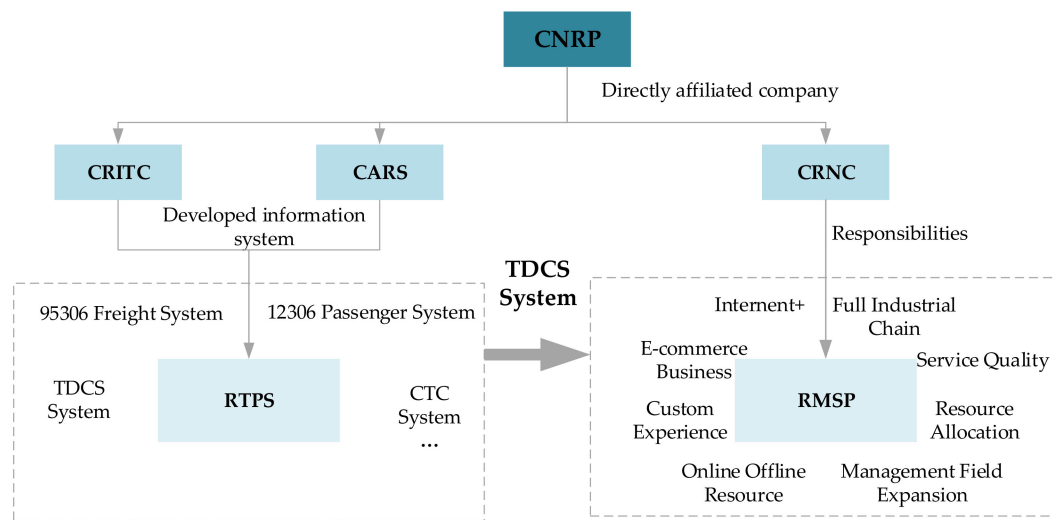 CNRP
Directly affiliated company
CRITC
CARS
CRNC
Developed information
system
Responsibilities
TDCS
System
95306 Freight System
12306 Passenger System
TDCS
System
RTPS
CTC
System
...
Internent+
Full Industrial
Chain
E-commerce
Business
Service Quality
Custom
Experience
RMSP
Resource
Allocation
Online Offline
Resource
Management Field
Expansion